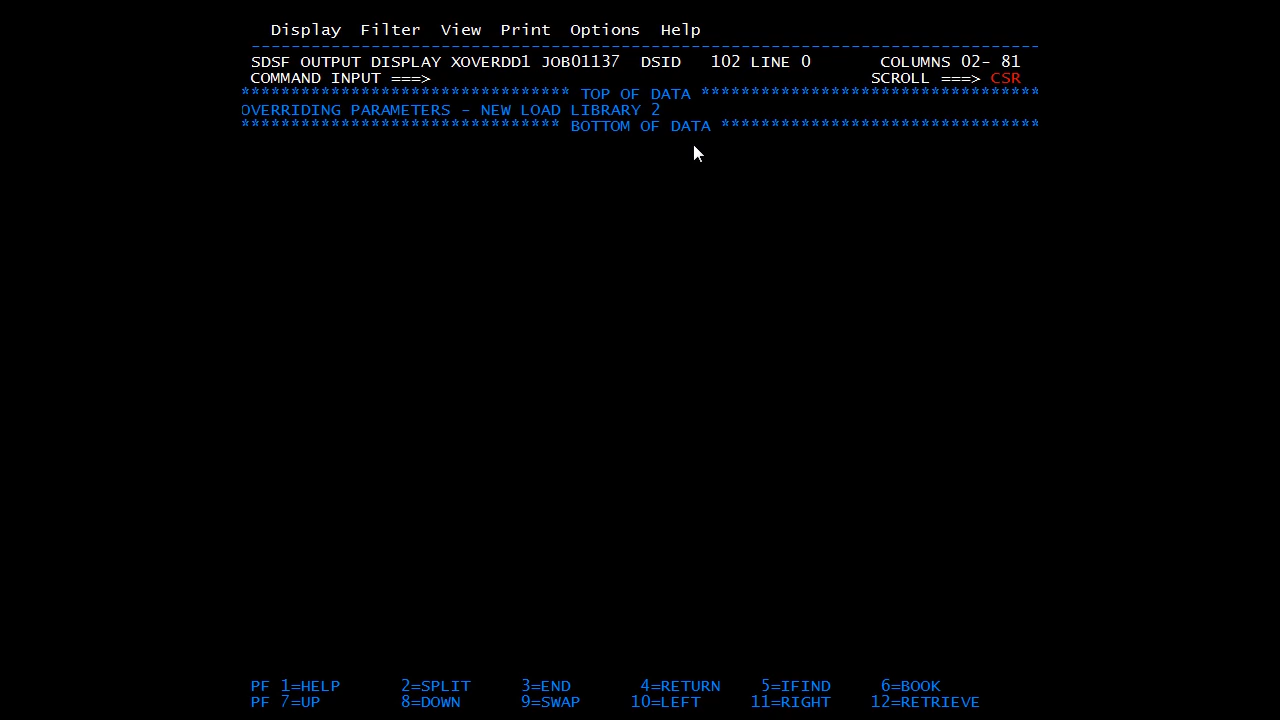 Display  Filter  View  Print  Options  Help
-------------------------------------------------------------------------------
SDSF OUTPUT DISPLAY XOVERDD1 JOB01137  DSID   102 LINE 0       COLUMNS 02- 81
COMMAND INPUT ===>                                            SCROLL ===> CSR
********************************* TOP OF DATA **********************************
OVERRIDING PARAMETERS - NEW LOAD LIBRARY 2
******************************** BOTTOM OF DATA ********************************
PF 1=HELP      2=SPLIT     3=END       4=RETURN    5=IFIND     6=BOOK
PF 7=UP        8=DOWN      9=SWAP     10=LEFT     11=RIGHT    12=RETRIEVE